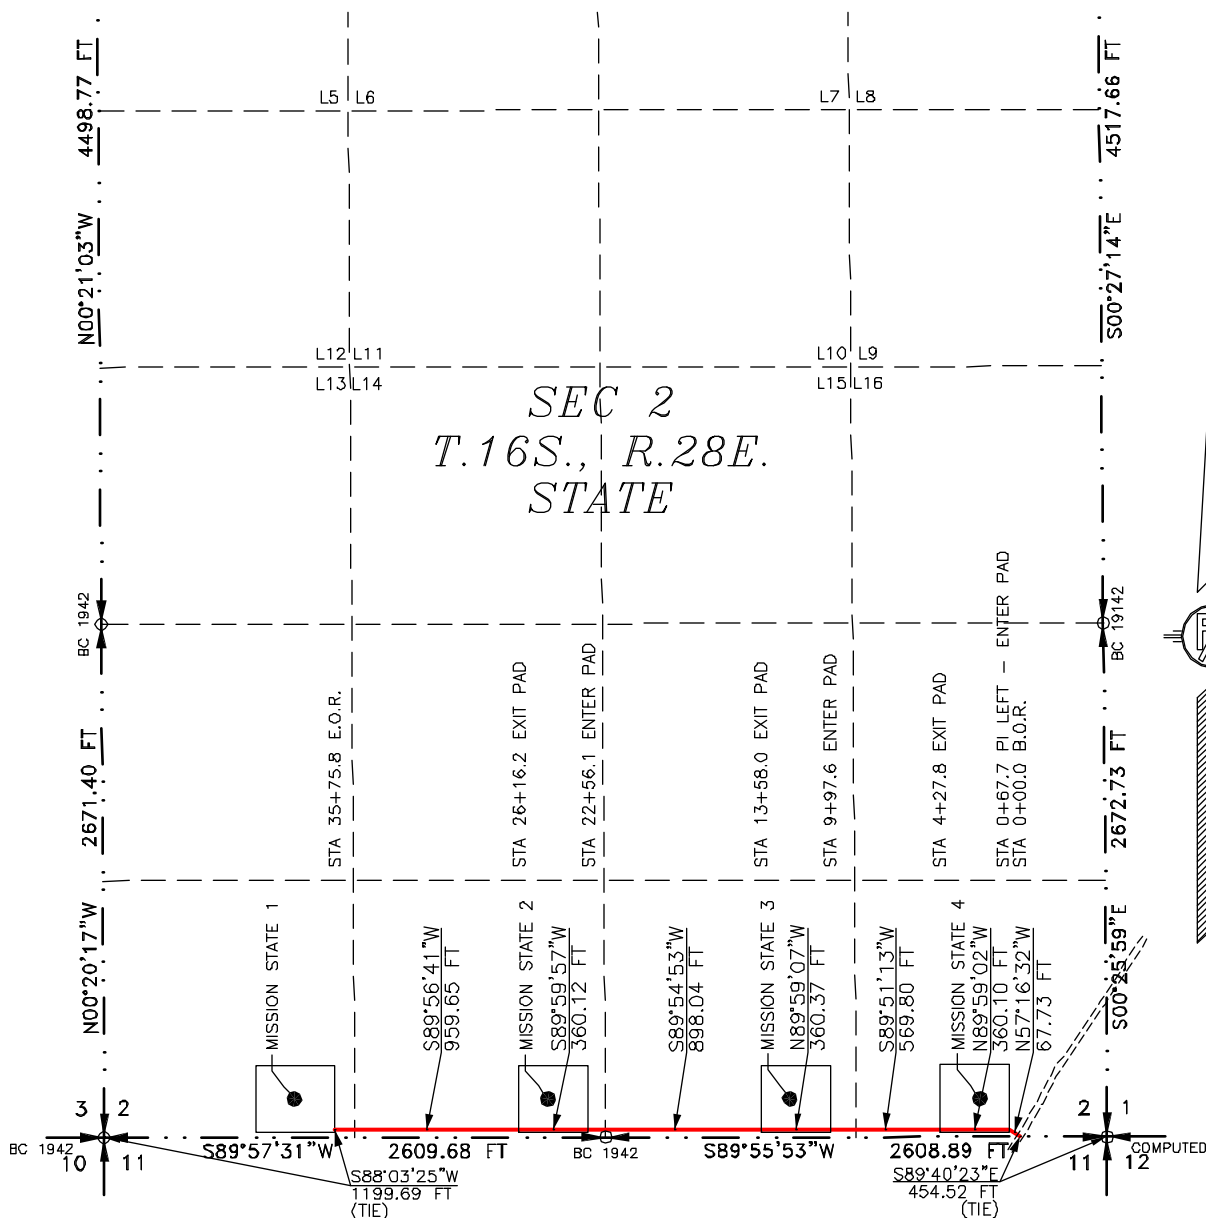 4498.77 FT
4517.66 FT
L5 L6
L7 L8
N00°21'03"W
S00°27'14"E
L12 L11
L10 L9
L13 L14
L15 L16
SEC 2
T.16S., R.28E.
STATE
BC 1942
BC 19142
2671.40 FT
STA 35+75.8 E.O.R.
STA 26+16.2 EXIT PAD
STA 22+56.1 ENTER PAD
STA 13+58.0 EXIT PAD
STA 9+97.6 ENTER PAD
STA 4+27.8 EXIT PAD
STA 0+67.7 PI LEFT - ENTER PAD
STA 0+00.0 B.O.R.
2672.73 FT
N00°20'17"W
MISSION STATE 1
S89°56'41"W
959.65 FT
MISSION STATE 2
S89°59'57"W
360.12 FT
S89°54'53"W
898.04 FT
MISSION STATE 3
N89°59'07"W
360.37 FT
S89°51'13"W
569.80 FT
MISSION STATE 4
N89°59'02"W
360.10 FT
N57°16'32"W
67.73 FT
S00°25'59"E
3 2
2 1
BC 1942
10 11
S89°57'31"W
2609.68 FT
BC 1942
S89°55'53"W
2608.89 FT
11 12
COMPUTED
S88°03'25"W
1199.69 FT
(TIE)
S89°40'23"E
454.52 FT
(TIE)